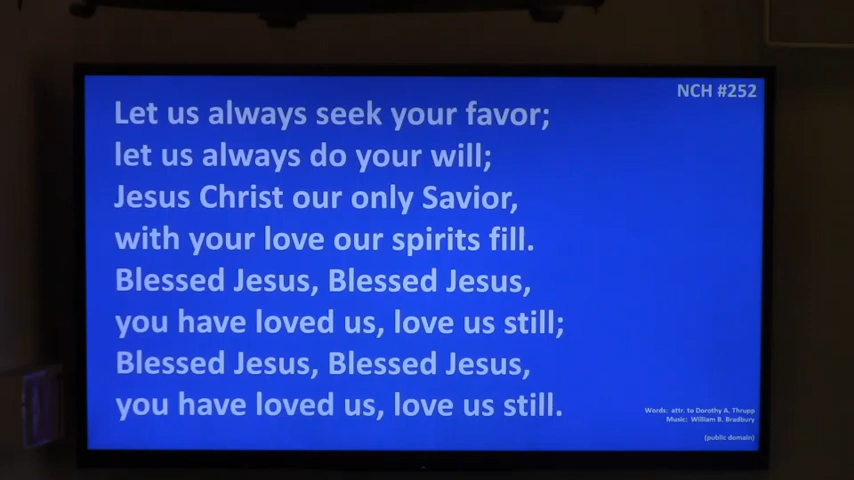 NCH #252
Let us always seek your favor;
let us always do your will;
Jesus Christ our only Savior,
with your love our spirits fill.
Blessed Jesus, Blessed Jesus,
you have loved us, love us still;
Blessed Jesus, Blessed Jesus,
you have loved us, love us still.
Words: attr. to Dorothy A. Thrupp
Music: William B. Bradbury
(public domain)